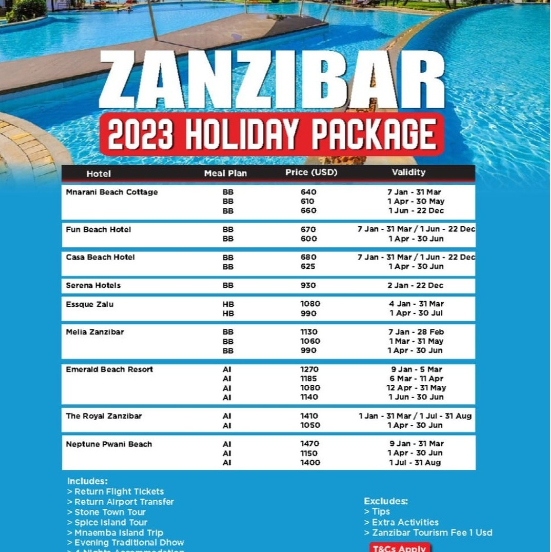 ZANZIBAR
2023 HOLIDAY PACKAGE
Hotel Meal Plan Price (USD) Validity
Mnarani Beach Cottage BB 640 7 Jan - 31 Mar
BB 610 1 Apr - 30 May
BB 660 1 Jun - 22 Dec
Fun Beach Hotel BB 670 7 Jan - 31 Mar / 1 Jun - 22 Dec
BB 600 1 Apr - 30 Jun
Casa Beach Hotel BB 680 7 Jan - 31 Mar / 1 Jun - 22 Dec
BB 625 1 Apr - 30 Jun
Serena Hotels BB 930 2 Jan - 22 Dec
Essque Zalu HB 1080 4 Jan - 31 Mar
HB 990 1 Apr - 30 Jul
Melia Zanzibar BB 1130 7 Jan - 28 Feb
BB 1060 1 Mar - 31 May
BB 990 1 Apr - 30 Jun
Emerald Beach Resort AI 1270 9 Jan - 5 Mar
AI 1185 6 Mar - 11 Apr
AI 1080 12 Apr - 31 May
AI 1140 1 Jun - 30 Jun
The Royal Zanzibar AI 1410 1 Jan - 31 Mar / 1 Jul - 31 Aug
AI 1050 1 Apr - 30 Jun
Neptune Pwani Beach AI 1470 9 Jan - 31 Mar
AI 1150 1 Apr - 30 Jun
AI 1400 1 Jul - 31 Aug
Includes:
> Return Flight Tickets
> Return Airport Transfer
> Stone Town Tour
> Spice Island Tour
> Mnaemba Island Trip
> Evening Traditional Dhow
> 4 Nights Accommodation
Excludes:
> Tips
> Extra Activities
> Zanzibar Tourism Fee 1 Usd
T&Cs Apply